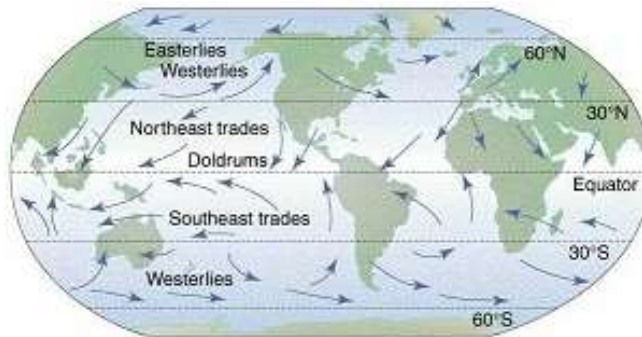 Easterlies
60°N
Westerlies
30°N
Northeast trades
Doldrums
Equator
Southeast trades
30°S
Westerlies
60°S